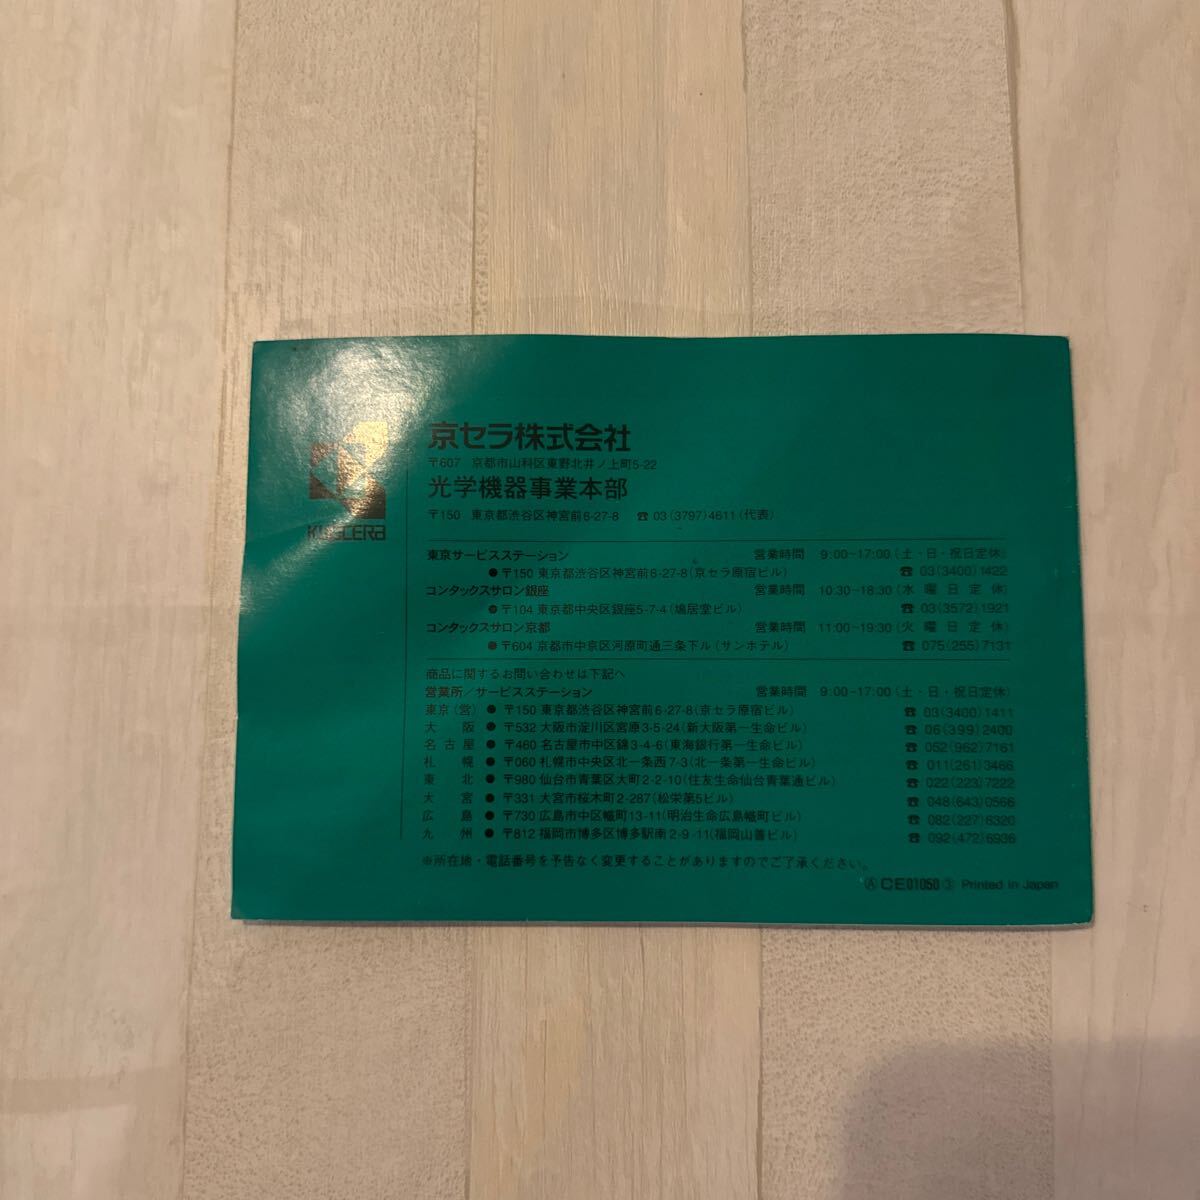 京セラ株式会社
〒607 京都市山科区東野北井ノ上町5-22
光学機器事業本部
〒150 東京都渋谷区神宮前6-27-8 ☎ 03(3797)4611(代表)
KYOCERA
東京サービスステーション 営業時間 9:00~17:00(土・日・祝日定休)
●〒150 東京都渋谷区神宮前6-27-8(京セラ原宿ビル) ☎ 03(3400)1422
コンタックスサロン銀座 営業時間 10:30~18:30(水曜日定休)
●〒104 東京都中央区銀座5-7-4(鳩居堂ビル) ☎ 03(3572)1921
コンタックスサロン京都 営業時間 11:00~19:30(火曜日定休)
●〒604 京都市中京区河原町通三条下ル(サンホテル) ☎ 075(255)7131
商品に関するお問い合わせは下記へ
営業所/サービスステーション 営業時間 9:00~17:00(土・日・祝日定休)
東京(営) ● 〒150 東京都渋谷区神宮前6-27-8(京セラ原宿ビル) ☎ 03(3400)1411
大阪 ● 〒532 大阪市淀川区宮原3-5-24(新大阪第一生命ビル) ☎ 06(399)2400
名古屋 ● 〒460 名古屋市中区錦3-4-6(東海銀行第一生命ビル) ☎ 052(962)7161
札幌 ● 〒060 札幌市中央区北一条西7-3(北一条第一生命ビル) ☎ 011(261)3466
東北 ● 〒980 仙台市青葉区大町2-2-10(住友生命仙台青葉通ビル) ☎ 022(223)7222
大宮 ● 〒331 大宮市桜木町2-287(松栄第5ビル) ☎ 048(643)0566
広島 ● 〒730 広島市中区幟町13-11(明治生命広島幟町ビル) ☎ 082(227)6320
九州 ● 〒812 福岡市博多区博多駅南2-9-11(福岡山善ビル) ☎ 092(472)6936
※所在地・電話番号を予告なく変更することがありますのでご了承ください。
Ⓐ CE01050 ③ Printed in Japan